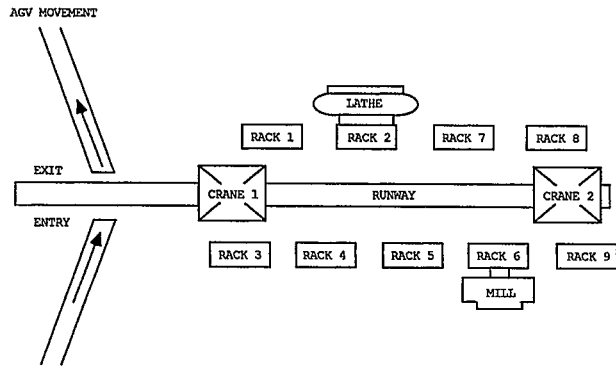 AGV MOVEMENT
LATHE
RACK 1
RACK 2
RACK 7
RACK 8
EXIT
CRANE 1
RUNWAY
CRANE 2
ENTRY
RACK 3
RACK 4
RACK 5
RACK 6
RACK 9
MILL